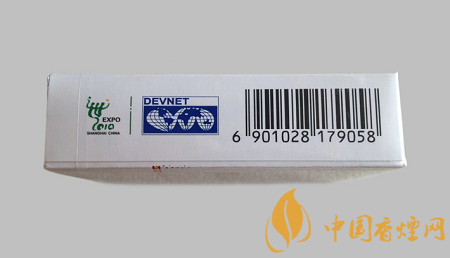 EXPO
2010
SHANGHAI CHINA
DEVNET
6 901028 179058
中国香烟网